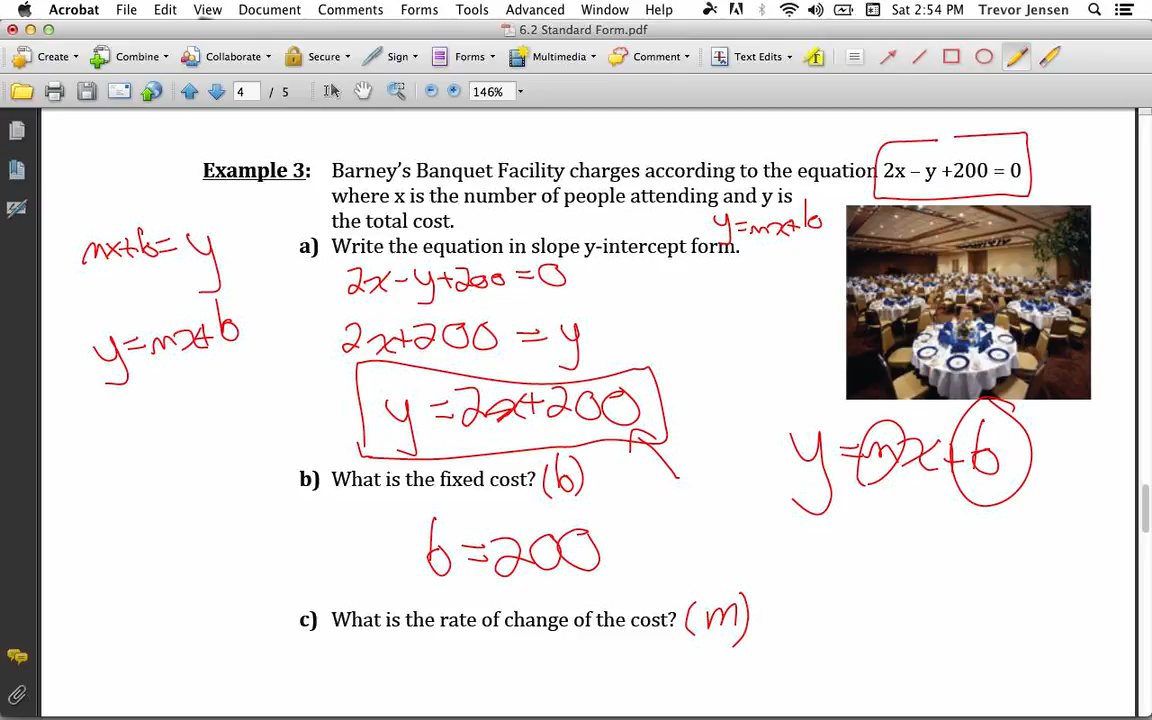 Acrobat File Edit View Document Comments Forms Tools Advanced Window Help Sat 2:54 PM Trevor Jensen
6.2 Standard Form.pdf
Create Combine Collaborate Secure Sign Forms Multimedia Comment Text Edits T
4 / 5 146%
Example 3: Barney's Banquet Facility charges according to the equation 2x – y +200 = 0
where x is the number of people attending and y is
the total cost.
y=mx+b
a) Write the equation in slope y-intercept form.
mx+b=y
2x-y+200=0
y=mx+b
2x+200=y
y=2x+200
y=mx+b
b) What is the fixed cost? (b)
b=200
c) What is the rate of change of the cost? (m)